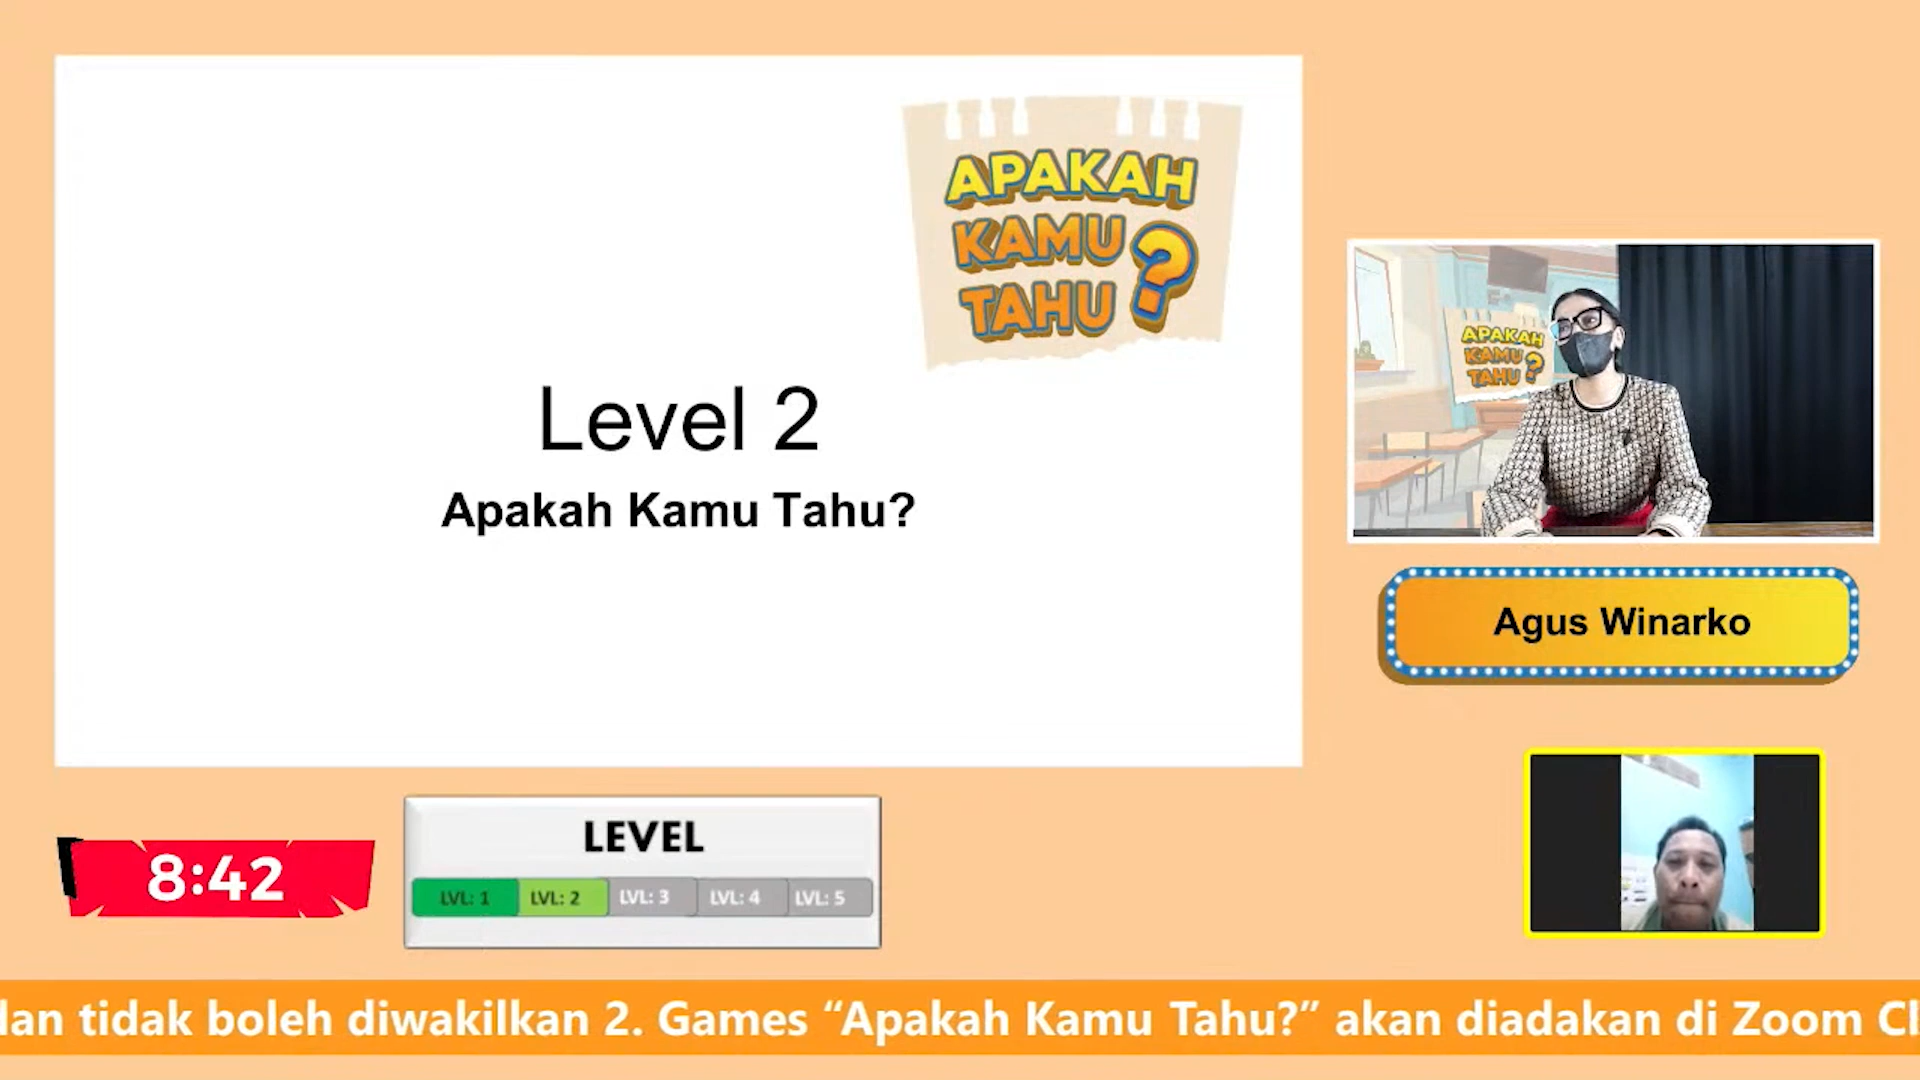 APAKAH
KAMU
TAHU?
Level 2
Apakah Kamu Tahu?
APAKAH
KAMU
TAHU?
Agus Winarko
8:42
LEVEL
LVL: 1 LVL: 2 LVL: 3 LVL: 4 LVL: 5
dan tidak boleh diwakilkan 2. Games “Apakah Kamu Tahu?” akan diadakan di Zoom